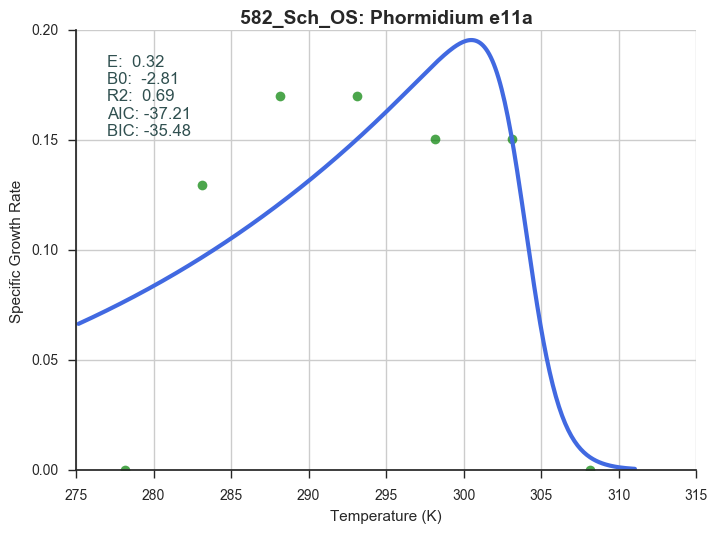 582_Sch_OS: Phormidium e11a
E:  0.32
B0:  -2.81
R2:  0.69
AIC: -37.21
BIC: -35.48
0.20
0.15
0.10
0.05
0.00
Specific Growth Rate
275 280 285 290 295 300 305 310 315
Temperature (K)